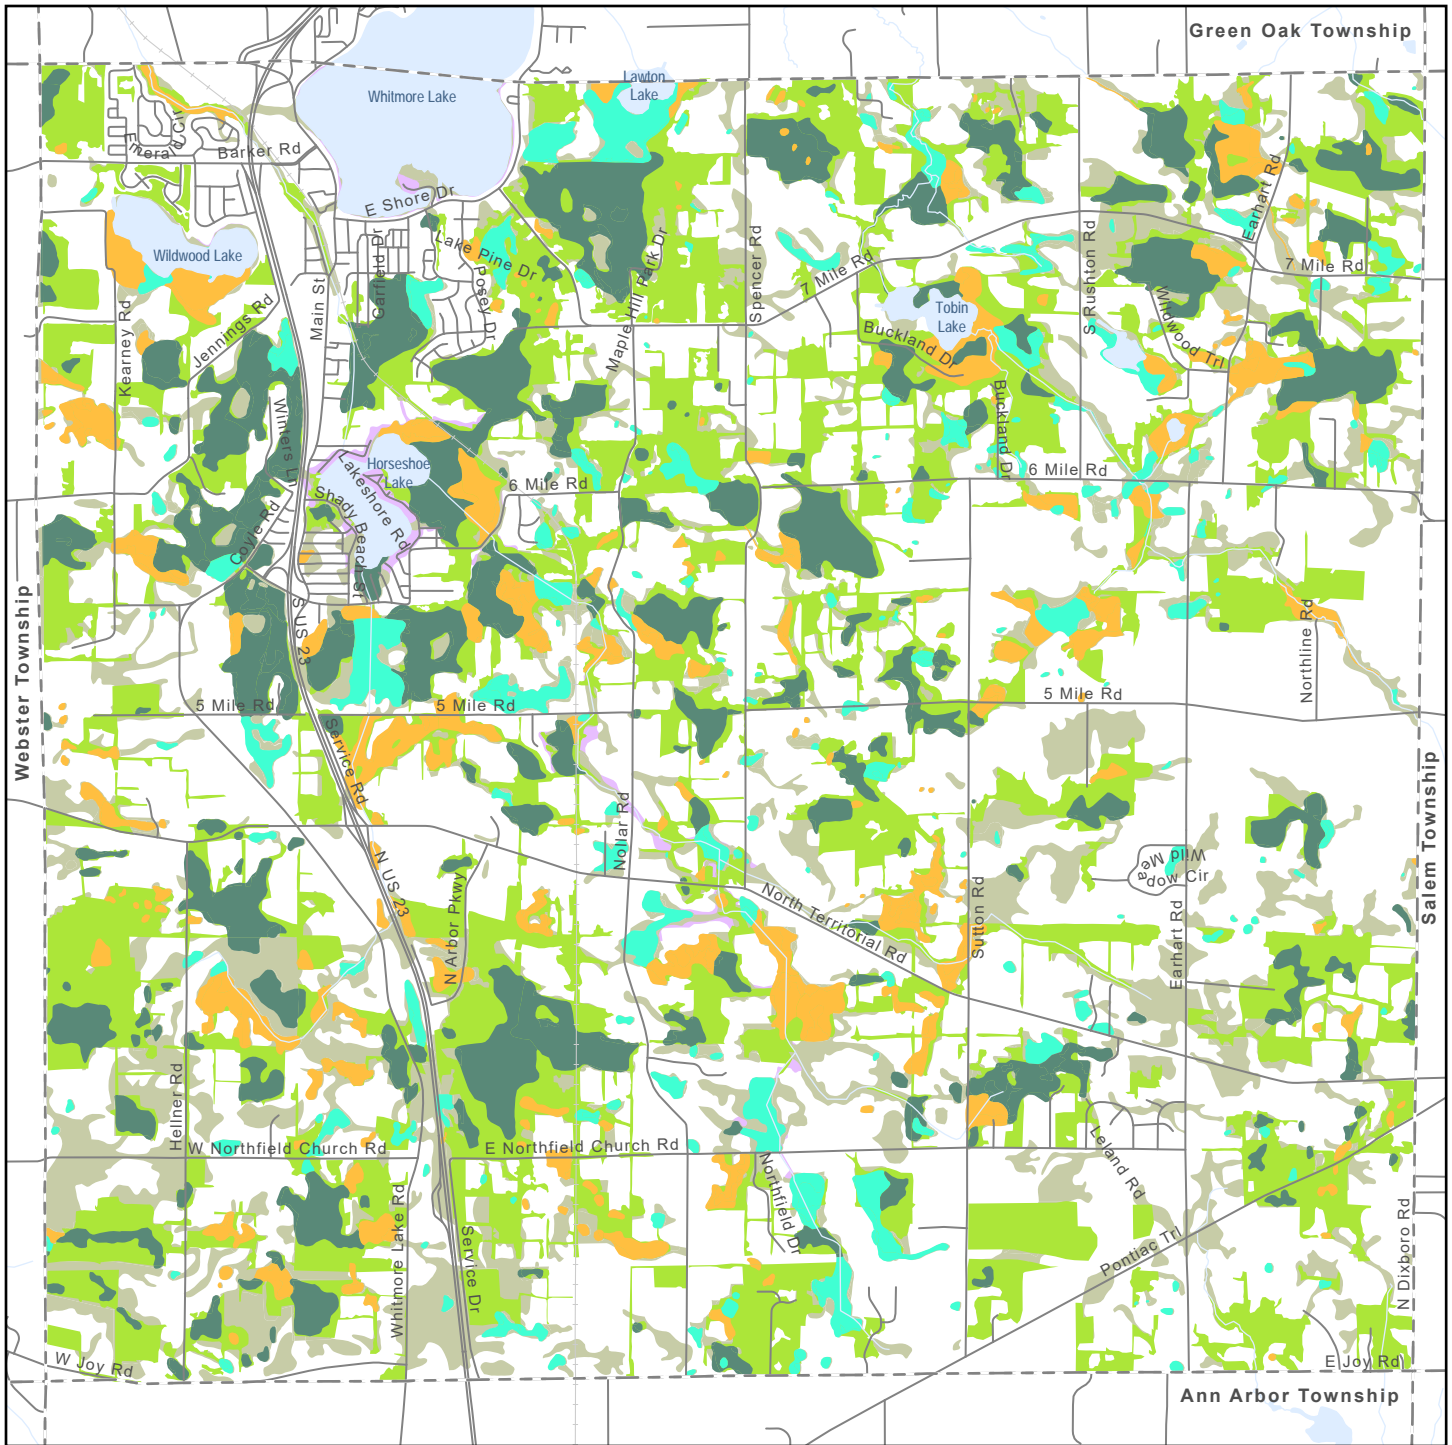 Green Oak Township
Whitmore Lake
Lawton
Lake
Emerald Cir
Barker Rd
E Shore Dr
Earhart Rd
Wildwood Lake
Garfield Dr
Lake Pine Dr
Posey Dr
Maple Hill Park Dr
Spencer Rd
7 Mile Rd
S Rushton Rd
7 Mile Rd
Main St
Kearney Rd
Jennings Rd
Tobin
Lake
Buckland Dr
Wildwood Trl
Buckland Dr
Winters Ln
Horseshoe
Lake
Lakeshore Rd
Shady Beach St
6 Mile Rd
6 Mile Rd
Coyle Rd
S US 23
Northline Rd
Webster Township
5 Mile Rd
5 Mile Rd
5 Mile Rd
Service Rd
Nollar Rd
Salem Township
Wild Meadow Cir
N US 23
N Arbor Pkwy
North Territorial Rd
Sutton Rd
Earhart Rd
Hellner Rd
W Northfield Church Rd
E Northfield Church Rd
Leland Rd
Northfield Dr
Whitmore Lake Rd
Service Dr
Pontiac Trl
N Dixboro Rd
W Joy Rd
E Joy Rd
Ann Arbor Township